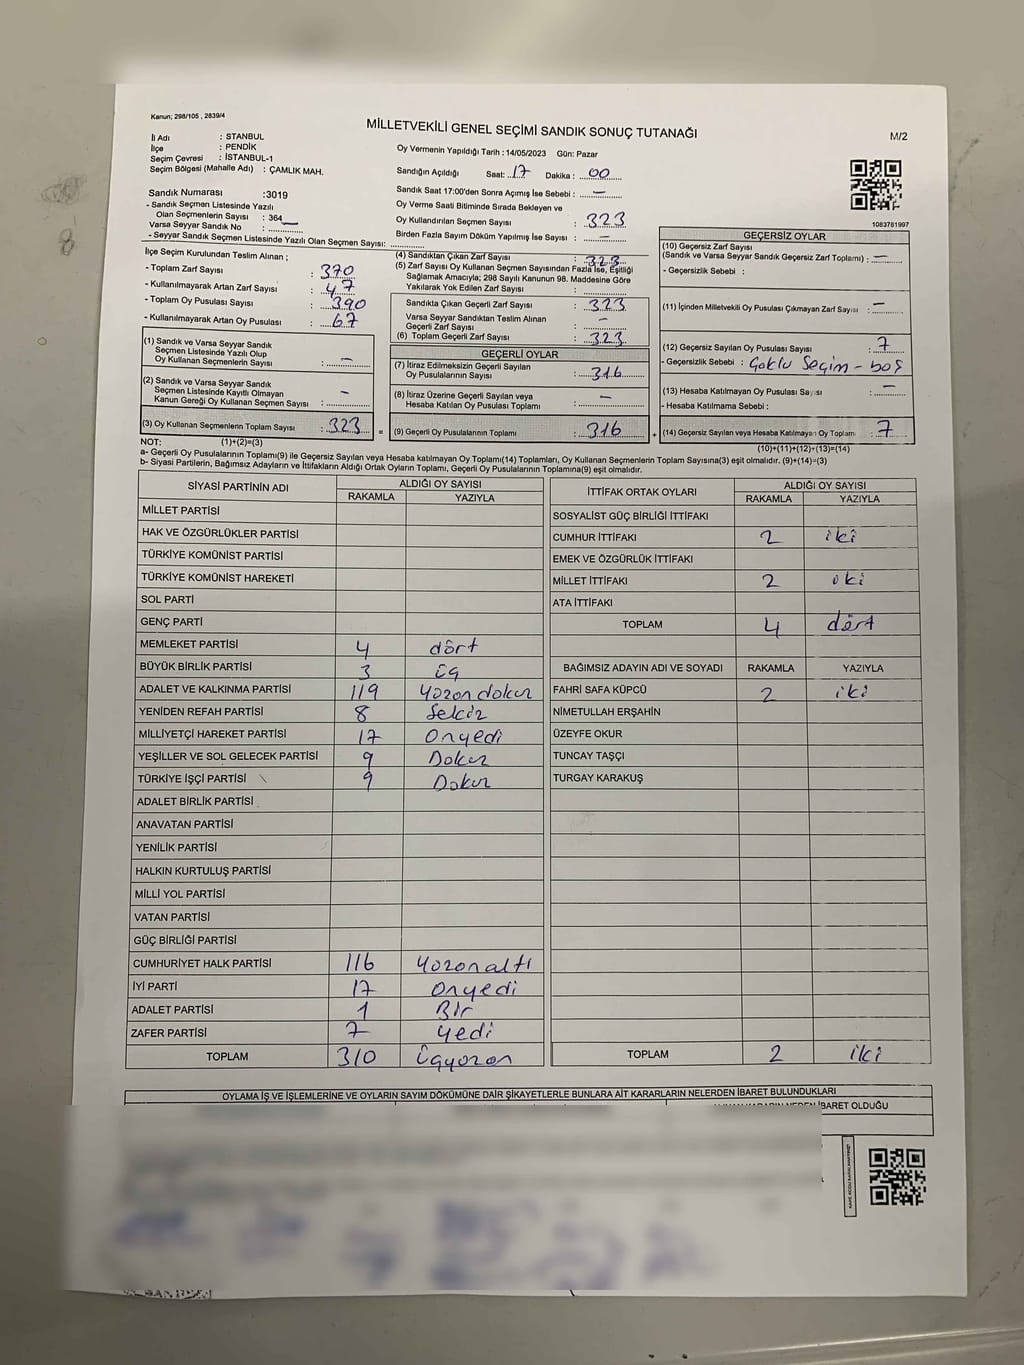 Kanun; 298/105 , 2839/4
MİLLETVEKİLİ GENEL SEÇİMİ SANDIK SONUÇ TUTANAĞI
M/2
İl Adı : STANBUL
İlçe : PENDİK
Seçim Çevresi : İSTANBUL-1
Seçim Bölgesi (Mahalle Adı) : ÇAMLIK MAH.
Oy Vermenin Yapıldığı Tarih : 14/05/2023 Gün: Pazar
Sandığın Açıldığı Saat: 17 Dakika : 00
Sandık Saat 17:00'den Sonra Açımış İse Sebebi : —
Oy Verme Saati Bitiminde Sırada Bekleyen ve
Oy Kullandırılan Seçmen Sayısı : 323
Birden Fazla Sayım Döküm Yapılmış İse Sayısı : —
Sandık Numarası :3019
- Sandık Seçmen Listesinde Yazılı
Olan Seçmenlerin Sayısı : 364
Varsa Seyyar Sandık No : —
- Seyyar Sandık Seçmen Listesinde Yazılı Olan Seçmen Sayısı:
1083781997
İlçe Seçim Kurulundan Teslim Alınan ;
- Toplam Zarf Sayısı : 370
- Kullanılmayarak Artan Zarf Sayısı : 47
- Toplam Oy Pusulası Sayısı : 390
- Kullanılmayarak Artan Oy Pusulası : 67
(1) Sandık ve Varsa Seyyar Sandık
Seçmen Listesinde Yazılı Olup
Oy Kullanan Seçmenlerin Sayısı : —
(2) Sandık ve Varsa Seyyar Sandık
Seçmen Listesinde Kayıtlı Olmayan
Kanun Gereği Oy Kullanan Seçmen Sayısı : —
(3) Oy Kullanan Seçmenlerin Toplam Sayısı : 323 =
(4) Sandıktan Çıkan Zarf Sayısı : 323
(5) Zarf Sayısı Oy Kullanan Seçmen Sayısından Fazla İse, Eşitliği
Sağlamak Amacıyla; 298 Sayılı Kanunun 98. Maddesine Göre
Yakılarak Yok Edilen Zarf Sayısı :
Sandıkta Çıkan Geçerli Zarf Sayısı : 323
Varsa Seyyar Sandıktan Teslim Alınan
Geçerli Zarf Sayısı : —
(6) Toplam Geçerli Zarf Sayısı : 323
GEÇERLİ OYLAR
(7) İtiraz Edilmeksizin Geçerli Sayılan
Oy Pusulalarının Sayısı : 316
(8) İtiraz Üzerine Geçerli Sayılan veya
Hesaba Katılan Oy Pusulası Toplamı : —
(9) Geçerli Oy Pusulalarının Toplamı : 316 +
GEÇERSİZ OYLAR
(10) Geçersiz Zarf Sayısı
(Sandık ve Varsa Seyyar Sandık Geçersiz Zarf Toplamı) : —
- Geçersizlik Sebebi :
(11) İçinden Milletvekili Oy Pusulası Çıkmayan Zarf Sayısı : —
(12) Geçersiz Sayılan Oy Pusulası Sayısı : 7
- Geçersizlik Sebebi : Çoklu Seçim - boş
(13) Hesaba Katılmayan Oy Pusulası Sayısı : —
- Hesaba Katılmama Sebebi :
(14) Geçersiz Sayılan veya Hesaba Katılmayan Oy Toplamı : 7
NOT: (1)+(2)=(3)
(10)+(11)+(12)+(13)=(14)
a- Geçerli Oy Pusulalarının Toplamı(9) ile Geçersiz Sayılan veya Hesaba katılmayan Oy Toplamı(14) Toplamları, Oy Kullanan Seçmenlerin Toplam Sayısına(3) eşit olmalıdır. (9)+(14)=(3)
b- Siyasi Partilerin, Bağımsız Adayların ve İttifakların Aldığı Ortak Oyların Toplamı, Geçerli Oy Pusulalarının Toplamına(9) eşit olmalıdır.
SİYASİ PARTİNİN ADI ALDIĞI OY SAYISI
RAKAMLA YAZIYLA
MİLLET PARTİSİ
HAK VE ÖZGÜRLÜKLER PARTİSİ
TÜRKİYE KOMÜNİST PARTİSİ
TÜRKİYE KOMÜNİST HAREKETİ
SOL PARTİ
GENÇ PARTİ
MEMLEKET PARTİSİ 4 dört
BÜYÜK BİRLİK PARTİSİ 3 üç
ADALET VE KALKINMA PARTİSİ 119 Yüzondokuz
YENİDEN REFAH PARTİSİ 8 Sekiz
MİLLİYETÇİ HAREKET PARTİSİ 17 Onyedi
YEŞİLLER VE SOL GELECEK PARTİSİ 9 Dokuz
TÜRKİYE İŞÇİ PARTİSİ 9 Dokuz
ADALET BİRLİK PARTİSİ
ANAVATAN PARTİSİ
YENİLİK PARTİSİ
HALKIN KURTULUŞ PARTİSİ
MİLLİ YOL PARTİSİ
VATAN PARTİSİ
GÜÇ BİRLİĞİ PARTİSİ
CUMHURİYET HALK PARTİSİ 116 Yüzonaltı
İYİ PARTİ 17 Onyedi
ADALET PARTİSİ 1 Bir
ZAFER PARTİSİ 7 yedi
TOPLAM 310 Üçyüzon
İTTİFAK ORTAK OYLARI ALDIĞI OY SAYISI
RAKAMLA YAZIYLA
SOSYALİST GÜÇ BİRLİĞİ İTTİFAKI
CUMHUR İTTİFAKI 2 iki
EMEK VE ÖZGÜRLÜK İTTİFAKI
MİLLET İTTİFAKI 2 iki
ATA İTTİFAKI
TOPLAM 4 dört
BAĞIMSIZ ADAYIN ADI VE SOYADI RAKAMLA YAZIYLA
FAHRİ SAFA KÜPCÜ 2 iki
NİMETULLAH ERŞAHİN
ÜZEYFE OKUR
TUNCAY TAŞÇI
TURGAY KARAKUŞ
TOPLAM 2 iki
OYLAMA İŞ VE İŞLEMLERİNE VE OYLARIN SAYIM DÖKÜMÜNE DAİR ŞİKAYETLERLE BUNLARA AİT KARARLARIN NELERDEN İBARET BULUNDUKLARI
İBARET OLDUĞU